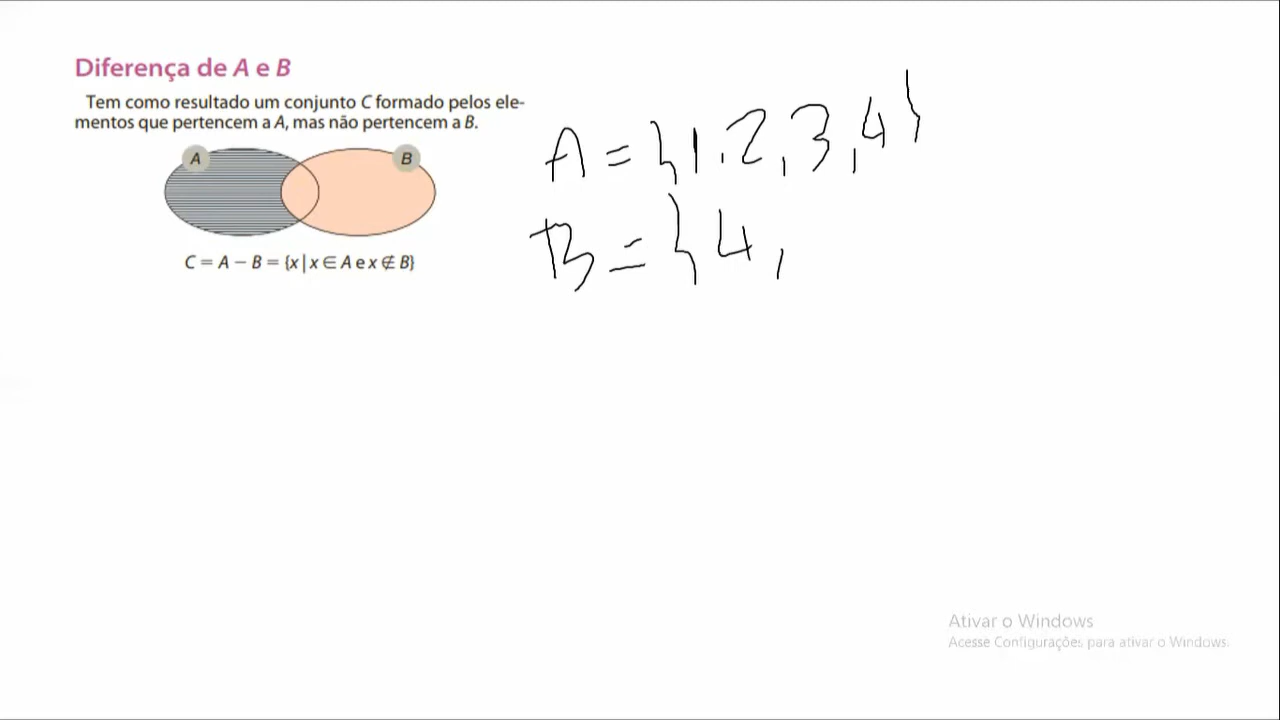 Diferença de A e B
Tem como resultado um conjunto C formado pelos ele-
mentos que pertencem a A, mas não pertencem a B.
A
B
C = A − B = {x | x ∈ A e x ∉ B}
A = {1, 2, 3, 4}
B = {4,
Ativar o Windows
Acesse Configurações para ativar o Windows.